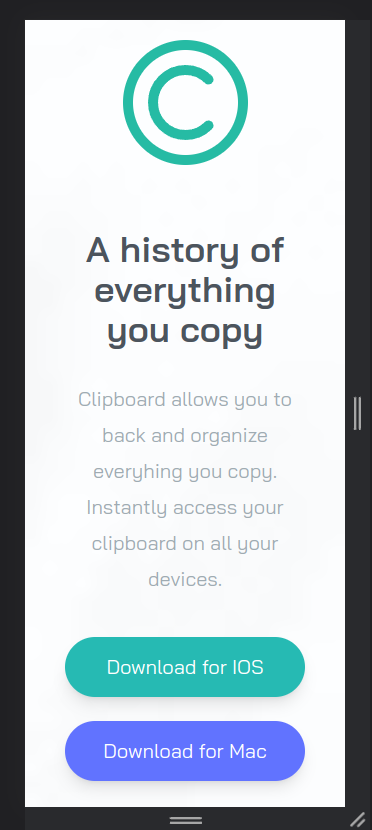 A history of
everything
you copy
Clipboard allows you to
back and organize
everyhing you copy.
Instantly access your
clipboard on all your
devices.
Download for IOS
Download for Mac